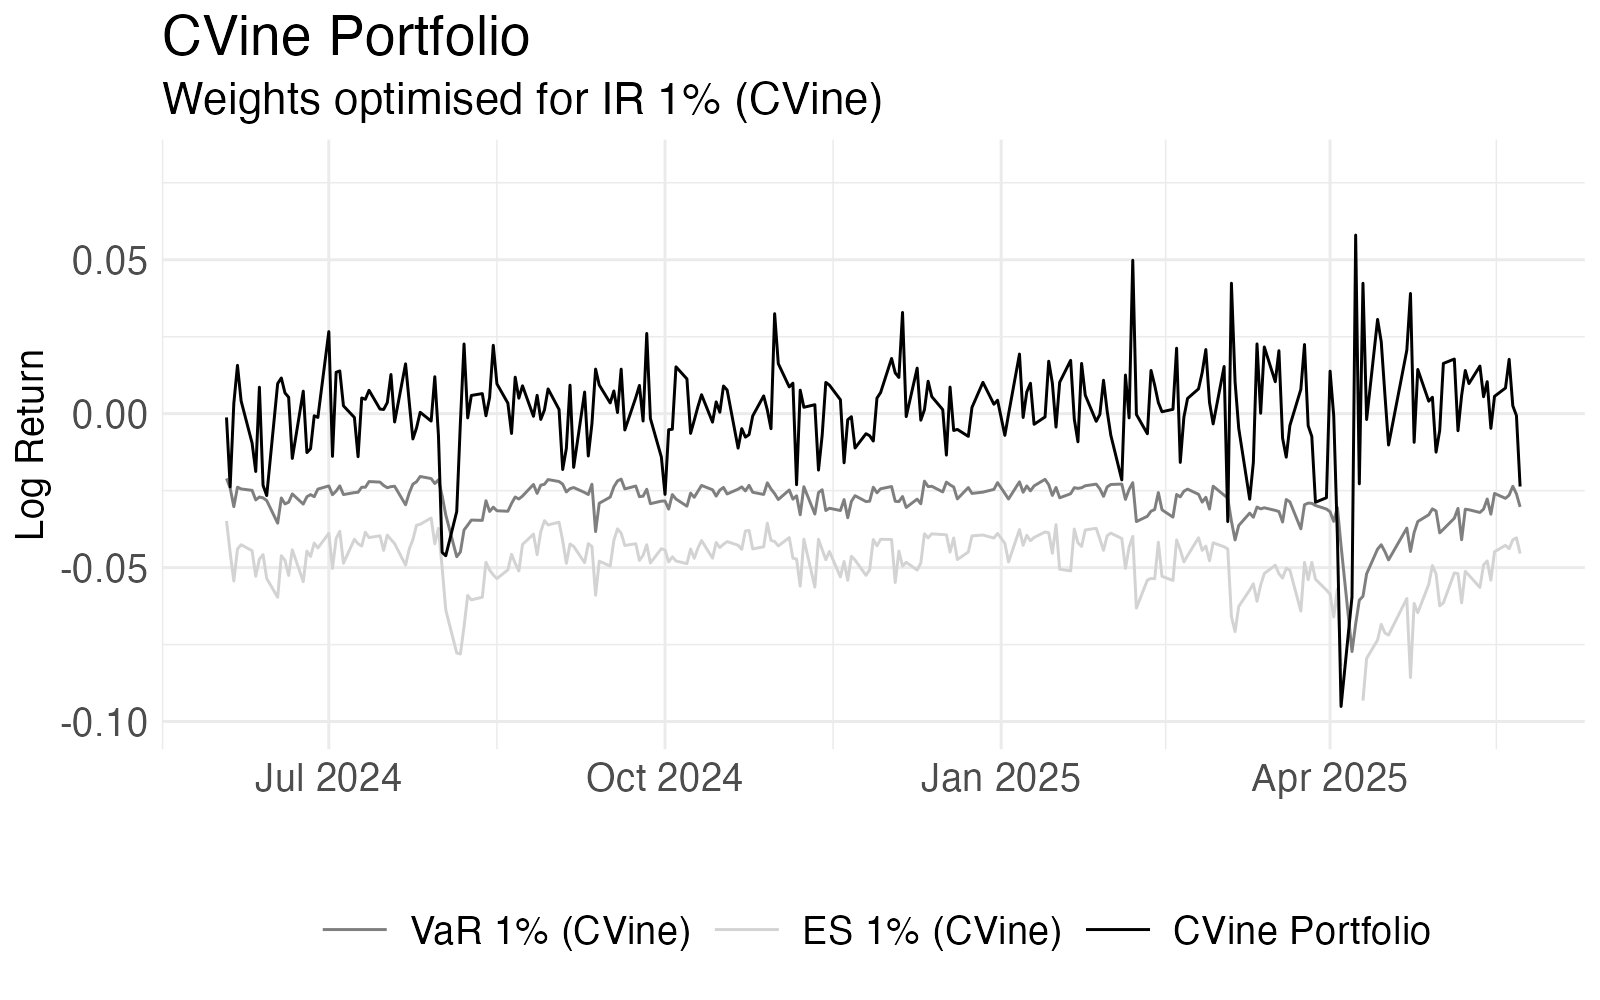 CVine Portfolio
Weights optimised for IR 1% (CVine)
Log Return
0.05
0.00
-0.05
-0.10
Jul 2024 Oct 2024 Jan 2025 Apr 2025
VaR 1% (CVine) ES 1% (CVine) CVine Portfolio